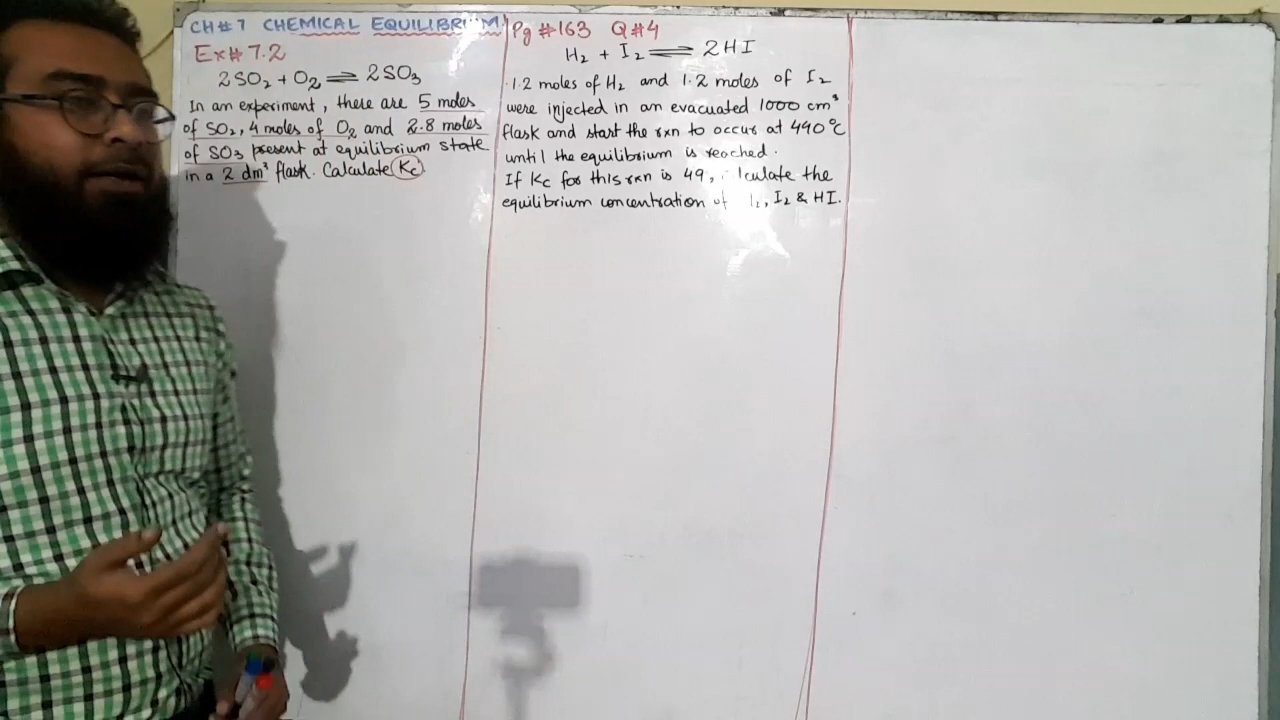 CH # 7 CHEMICAL EQUILIBRIUM
Ex# 7.2
2SO₂ + O₂ ⇌ 2SO₃
In an experiment, there are 5 moles
of SO₂, 4 moles of O₂ and 2.8 moles
of SO₃ present at equilibrium state
in a 2 dm³ flask. Calculate Kc.
Pg # 163 Q#4
H₂ + I₂ ⇌ 2HI
1.2 moles of H₂ and 1.2 moles of I₂
were injected in an evacuated 1000 cm³
flask and start the rxn to occur at 490°C
until the equilibrium is reached.
If Kc for this rxn is 49, lculate the
equilibrium concentration of I₂ & HI.